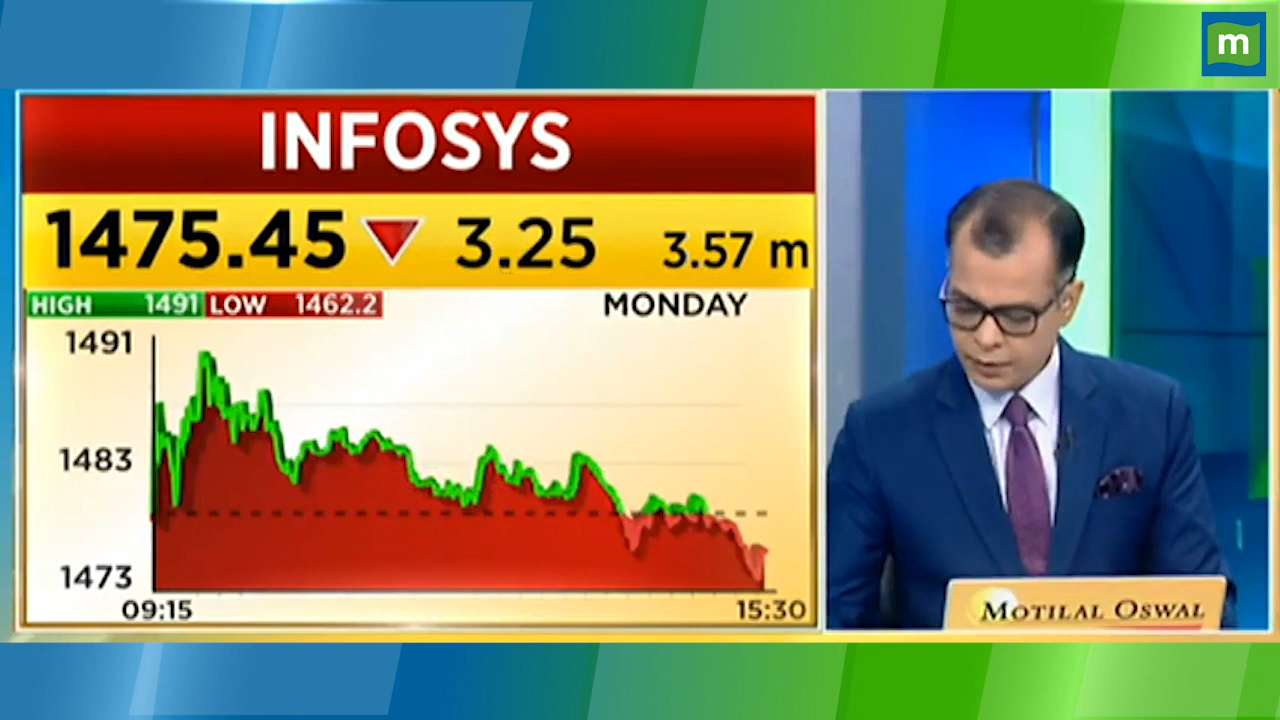 m
INFOSYS
1475.45 ▼ 3.25 3.57 m
HIGH 1491 LOW 1462.2 MONDAY
1491
1483
1473
09:15 15:30
MOTILAL OSWAL